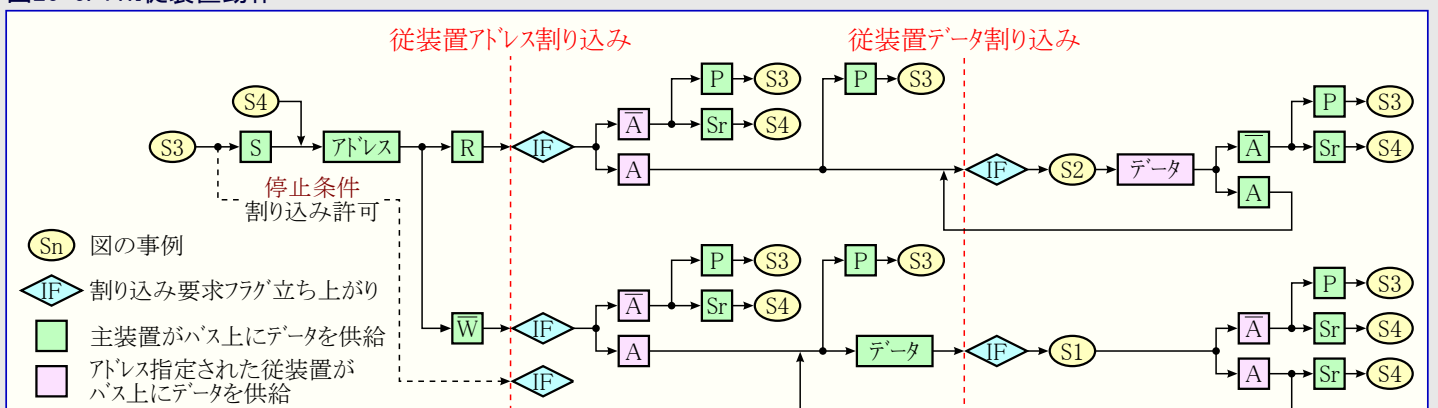 従装置アドレス割り込み
従装置データ割り込み
P
S3
P
S3
P
S3
S4
A
Sr
S4
A
Sr
S4
S3
S
アドレス
R
IF
A
IF
S2
データ
A
停止条件
割り込み許可
Sn
図の事例
P
S3
P
S3
IF
割り込み要求フラグ立ち上がり
A
Sr
S4
P
S3
主装置がバス上にデータを供給
W
IF
A
データ
IF
S1
A
Sr
S4
アドレス指定された従装置が
バス上にデータを供給
IF
A
Sr
S4